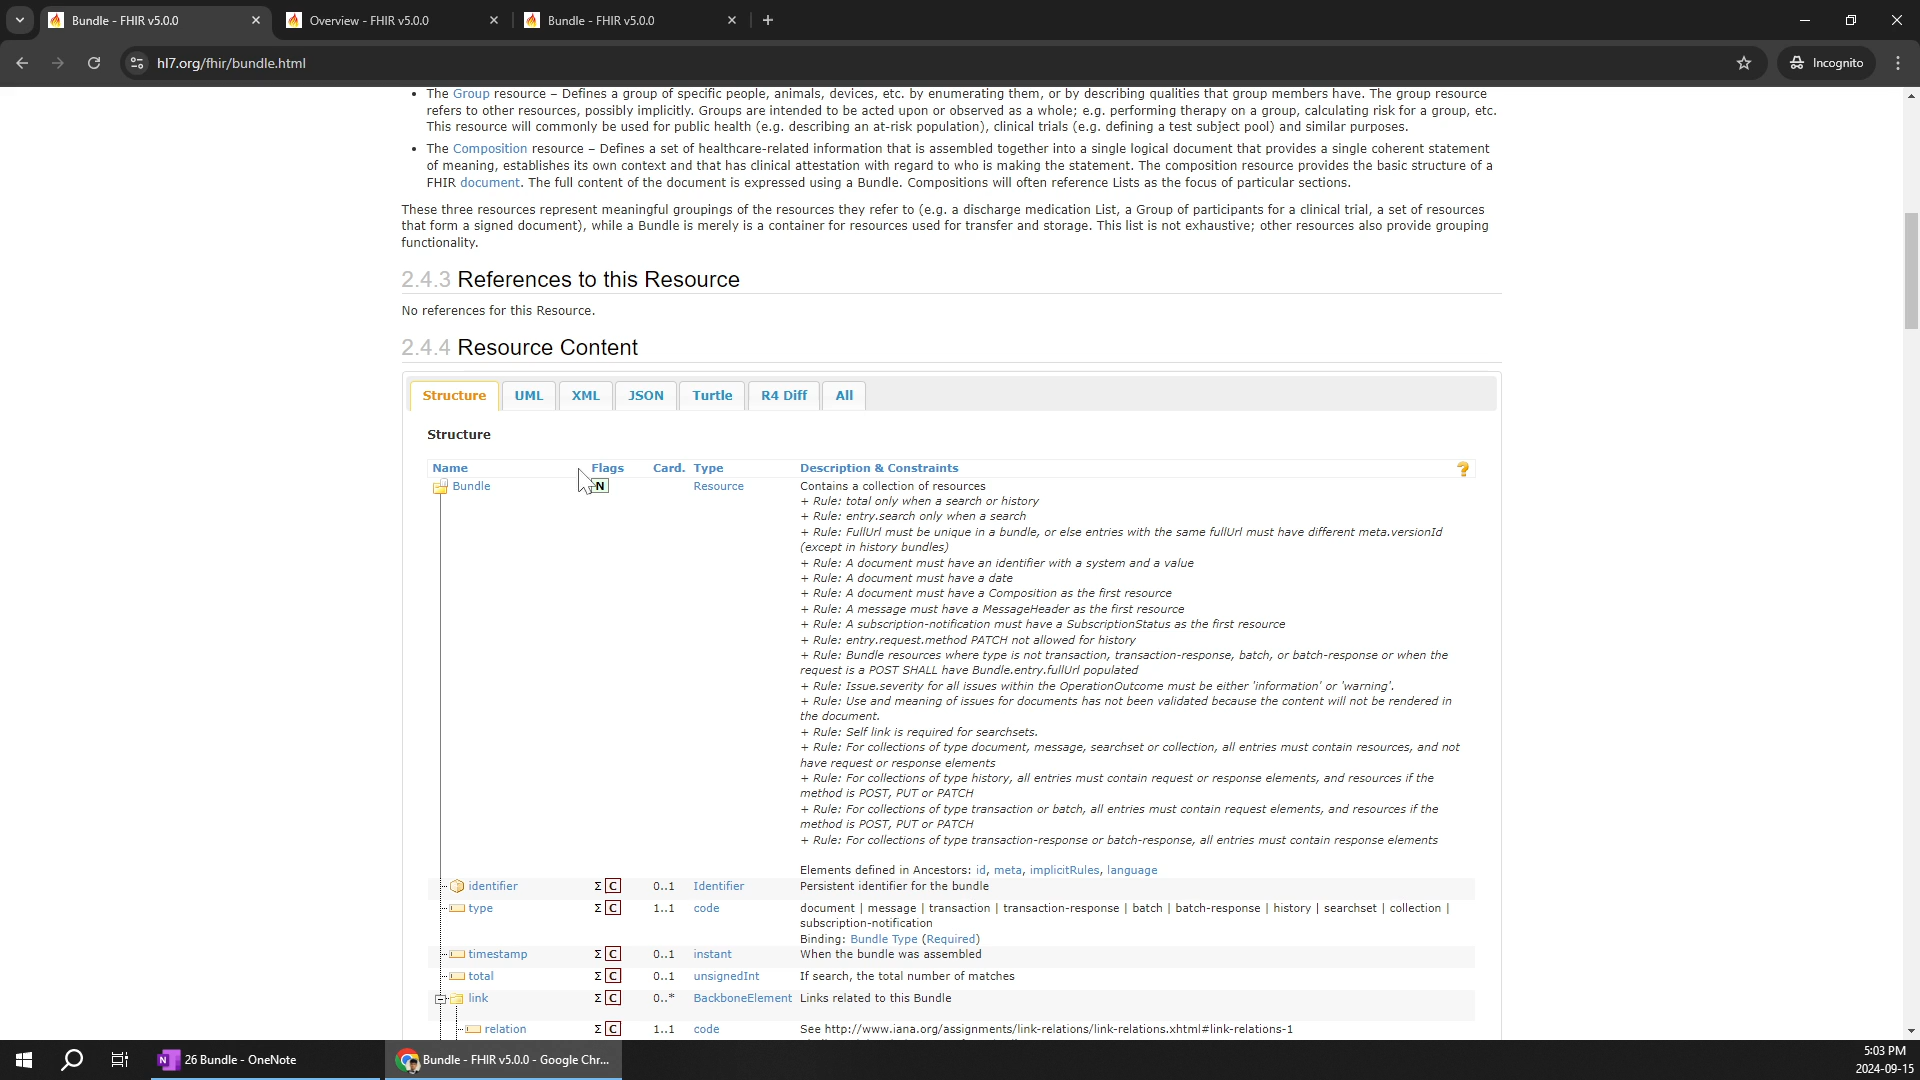 Bundle - FHIR v5.0.0
Overview - FHIR v5.0.0
Bundle - FHIR v5.0.0
hl7.org/fhir/bundle.html
Incognito
• The Group resource – Defines a group of specific people, animals, devices, etc. by enumerating them, or by describing qualities that group members have. The group resource
refers to other resources, possibly implicitly. Groups are intended to be acted upon or observed as a whole; e.g. performing therapy on a group, calculating risk for a group, etc.
This resource will commonly be used for public health (e.g. describing an at-risk population), clinical trials (e.g. defining a test subject pool) and similar purposes.
• The Composition resource – Defines a set of healthcare-related information that is assembled together into a single logical document that provides a single coherent statement
of meaning, establishes its own context and that has clinical attestation with regard to who is making the statement. The composition resource provides the basic structure of a
FHIR document. The full content of the document is expressed using a Bundle. Compositions will often reference Lists as the focus of particular sections.
These three resources represent meaningful groupings of the resources they refer to (e.g. a discharge medication List, a Group of participants for a clinical trial, a set of resources
that form a signed document), while a Bundle is merely is a container for resources used for transfer and storage. This list is not exhaustive; other resources also provide grouping
functionality.
2.4.3 References to this Resource
No references for this Resource.
2.4.4 Resource Content
Structure UML XML JSON Turtle R4 Diff All
Structure
Name Flags Card. Type Description & Constraints ?
Bundle N Resource Contains a collection of resources
+ Rule: total only when a search or history
+ Rule: entry.search only when a search
+ Rule: FullUrl must be unique in a bundle, or else entries with the same fullUrl must have different meta.versionId
(except in history bundles)
+ Rule: A document must have an identifier with a system and a value
+ Rule: A document must have a date
+ Rule: A document must have a Composition as the first resource
+ Rule: A message must have a MessageHeader as the first resource
+ Rule: A subscription-notification must have a SubscriptionStatus as the first resource
+ Rule: entry.request.method PATCH not allowed for history
+ Rule: Bundle resources where type is not transaction, transaction-response, batch, or batch-response or when the
request is a POST SHALL have Bundle.entry.fullUrl populated
+ Rule: Issue.severity for all issues within the OperationOutcome must be either 'information' or 'warning'.
+ Rule: Use and meaning of issues for documents has not been validated because the content will not be rendered in
the document.
+ Rule: Self link is required for searchsets.
+ Rule: For collections of type document, message, searchset or collection, all entries must contain resources, and not
have request or response elements
+ Rule: For collections of type history, all entries must contain request or response elements, and resources if the
method is POST, PUT or PATCH
+ Rule: For collections of type transaction or batch, all entries must contain request elements, and resources if the
method is POST, PUT or PATCH
+ Rule: For collections of type transaction-response or batch-response, all entries must contain response elements
Elements defined in Ancestors: id, meta, implicitRules, language
identifier Σ C 0..1 Identifier Persistent identifier for the bundle
type Σ C 1..1 code document | message | transaction | transaction-response | batch | batch-response | history | searchset | collection |
subscription-notification
Binding: Bundle Type (Required)
timestamp Σ C 0..1 instant When the bundle was assembled
total Σ C 0..1 unsignedInt If search, the total number of matches
link Σ C 0..* BackboneElement Links related to this Bundle
relation Σ C 1..1 code See http://www.iana.org/assignments/link-relations/link-relations.xhtml#link-relations-1
26 Bundle - OneNote
Bundle - FHIR v5.0.0 - Google Chr...
5:03 PM
2024-09-15